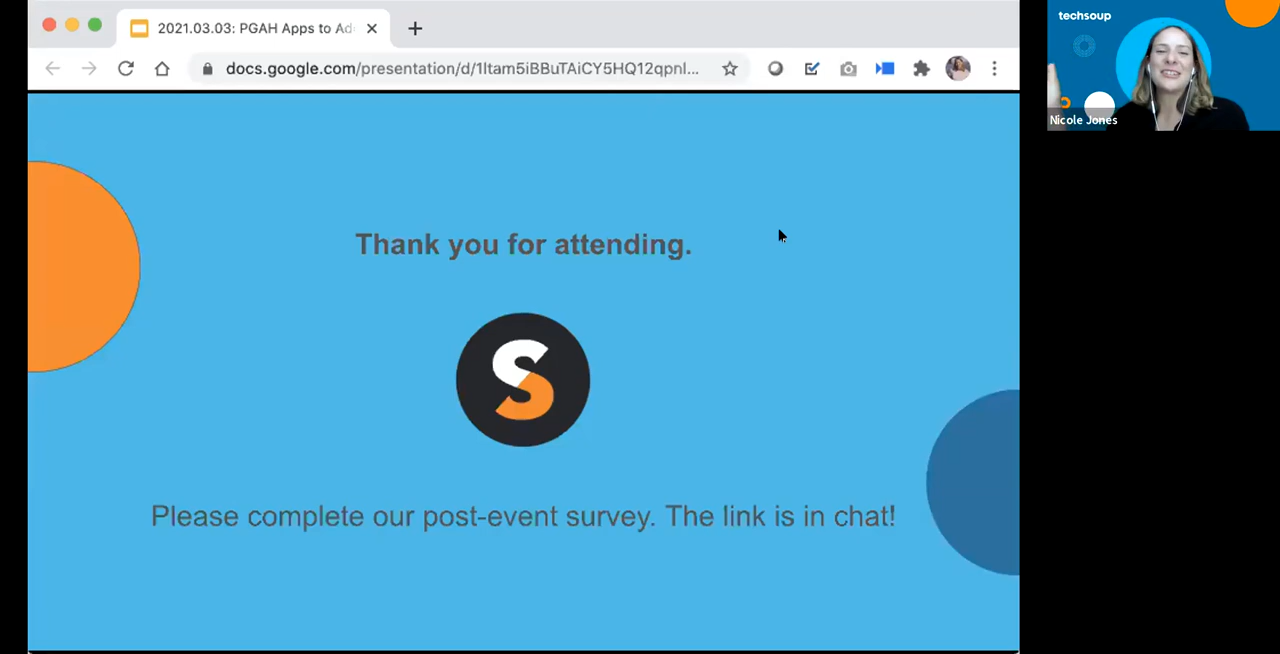 2021.03.03: PGAH Apps to Ad
docs.google.com/presentation/d/1ltam5iBBuTAiCY5HQ12qpnl...
techsoup
Nicole Jones
Thank you for attending.
S
Please complete our post-event survey. The link is in chat!